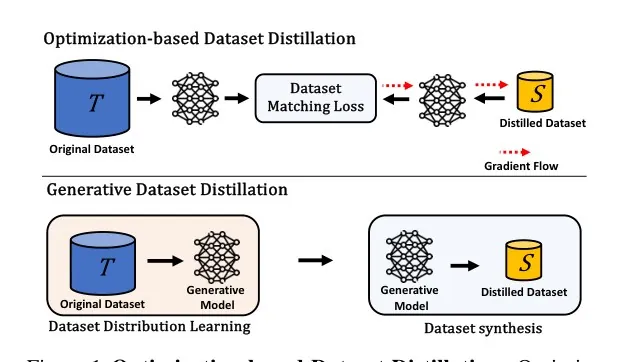 Optimization-based Dataset Distillation
T
Original Dataset
Dataset
Matching Loss
S
Distilled Dataset
Gradient Flow
Generative Dataset Distillation
T
Original Dataset
Generative
Model
Dataset Distribution Learning
Generative
Model
S
Distilled Dataset
Dataset synthesis